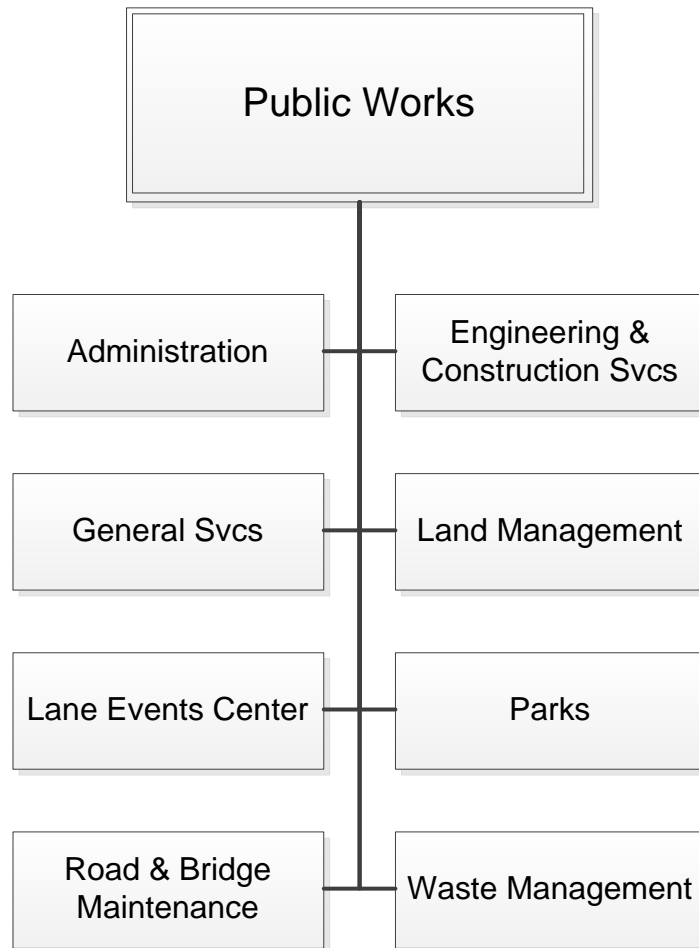 Public Works
Administration
Engineering &
Construction Svcs
General Svcs
Land Management
Lane Events Center
Parks
Road & Bridge
Maintenance
Waste Management